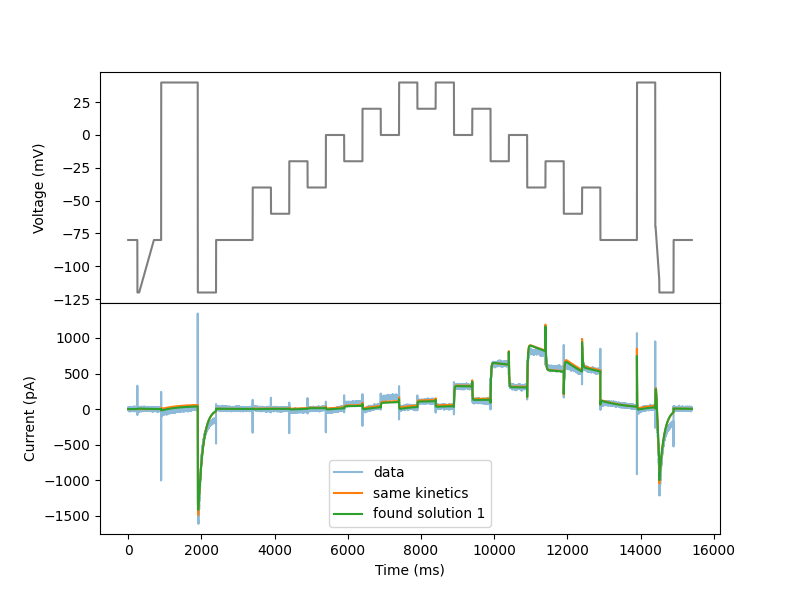 25
0
−25
−50
−75
−100
−125
Voltage (mV)
1000
500
0
−500
−1000
−1500
Current (pA)
data
same kinetics
found solution 1
0 2000 4000 6000 8000 10000 12000 14000 16000
Time (ms)